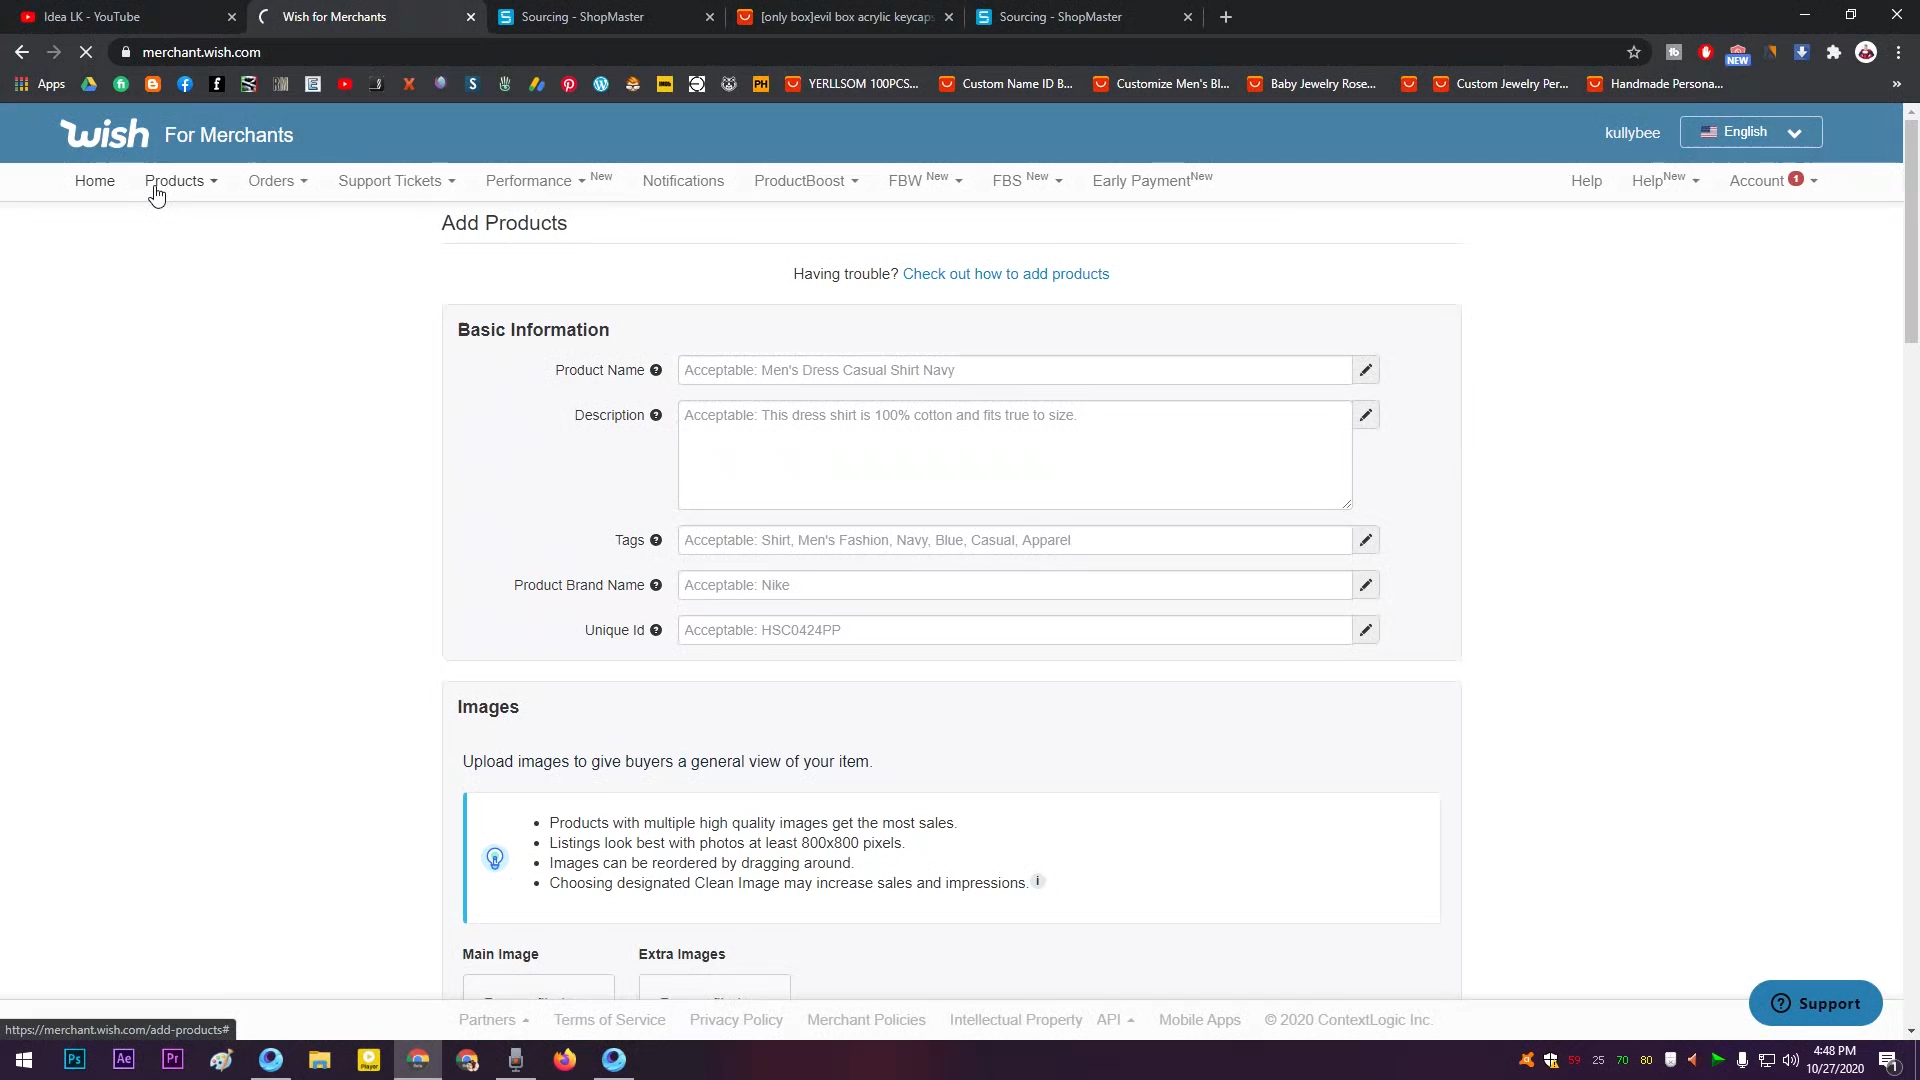 Idea LK - YouTube
Wish for Merchants
Sourcing - ShopMaster
[only box]evil box acrylic keycaps
Sourcing - ShopMaster
merchant.wish.com
NEW
Apps
YERLLSOM 100PCS...
Custom Name ID B...
Customize Men's Bl...
Baby Jewelry Rose...
Custom Jewelry Per...
Handmade Persona...
wish For Merchants
kullybee
English
Home
Products
Orders
Support Tickets
Performance New
Notifications
ProductBoost
FBW New
FBS New
Early Payment New
Help
Help New
Account 1
Add Products
Having trouble? Check out how to add products
Basic Information
Product Name
Acceptable: Men's Dress Casual Shirt Navy
Description
Acceptable: This dress shirt is 100% cotton and fits true to size.
Tags
Acceptable: Shirt, Men's Fashion, Navy, Blue, Casual, Apparel
Product Brand Name
Acceptable: Nike
Unique Id
Acceptable: HSC0424PP
Images
Upload images to give buyers a general view of your item.
Products with multiple high quality images get the most sales.
Listings look best with photos at least 800x800 pixels.
Images can be reordered by dragging around.
Choosing designated Clean Image may increase sales and impressions.
Main Image
Extra Images
Support
Partners
Terms of Service
Privacy Policy
Merchant Policies
Intellectual Property
API
Mobile Apps
© 2020 ContextLogic Inc.
https://merchant.wish.com/add-products#
Ps
Ae
Pr
59
25
70
80
4:48 PM
10/27/2020
1